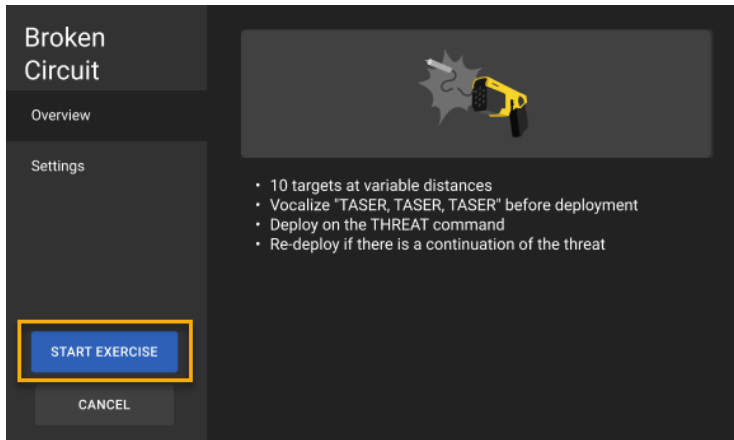 Broken
Circuit
Overview
Settings
• 10 targets at variable distances
• Vocalize "TASER, TASER, TASER" before deployment
• Deploy on the THREAT command
• Re-deploy if there is a continuation of the threat
START EXERCISE
CANCEL